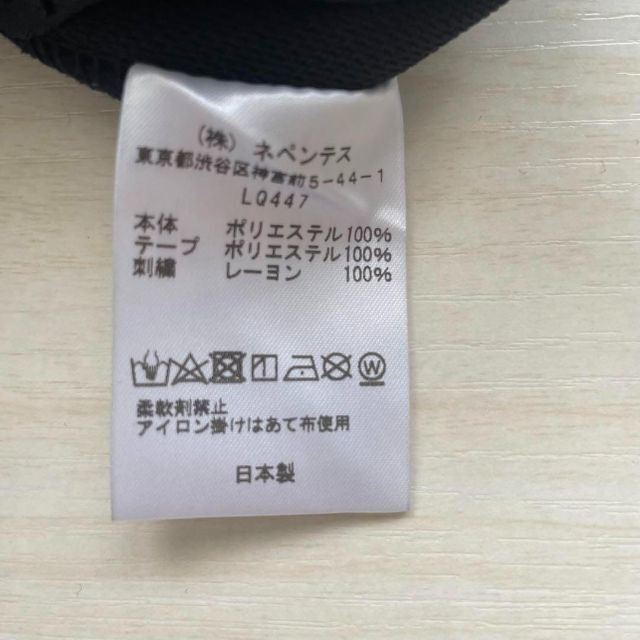 (株) ネペンテス
東京都渋谷区神宮前5-44-1
LQ447
本体 ポリエステル100%
テープ ポリエステル100%
刺繍 レーヨン 100%
W
柔軟剤禁止
アイロン掛けはあて布使用
日本製